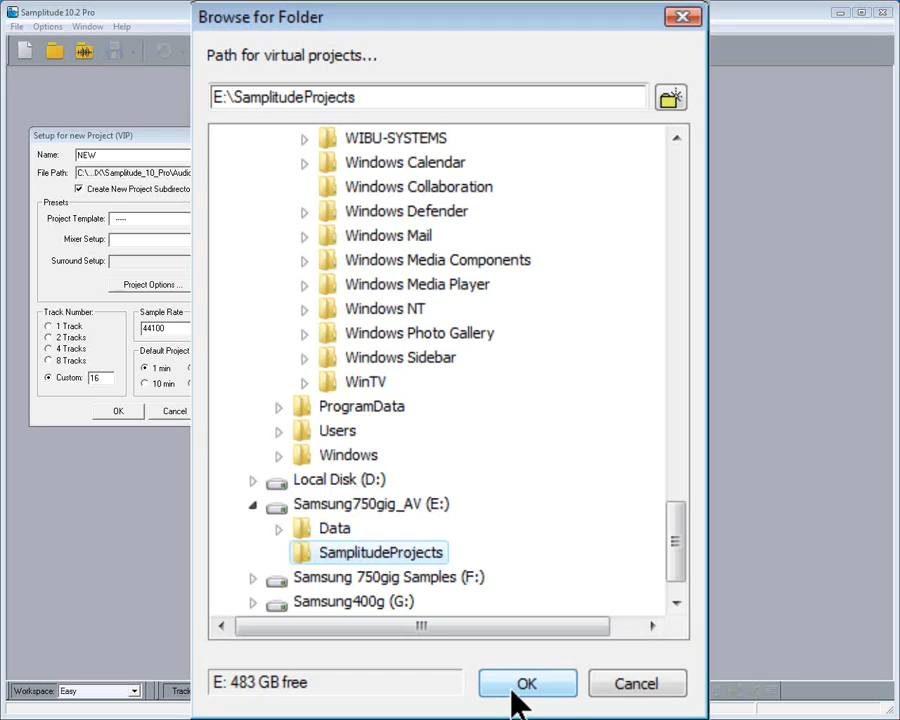 Samplitude 10.2 Pro
File Options Window Help
Browse for Folder
Path for virtual projects...
E:\SamplitudeProjects
WIBU-SYSTEMS
Windows Calendar
Windows Collaboration
Windows Defender
Windows Mail
Windows Media Components
Windows Media Player
Windows NT
Windows Photo Gallery
Windows Sidebar
WinTV
ProgramData
Users
Windows
Local Disk (D:)
Samsung750gig_AV (E:)
Data
SamplitudeProjects
Samsung 750gig Samples (F:)
Samsung400g (G:)
E: 483 GB free
OK
Cancel
Setup for new Project (VIP)
Name: NEW
File Path: C:\...IX\Samplitude_10_Pro\Audio
Create New Project Subdirecto
Presets
Project Template: -----
Mixer Setup:
Surround Setup:
Project Options ...
Track Number:
1 Track
2 Tracks
4 Tracks
8 Tracks
Custom: 16
Sample Rate
44100
Default Project
1 min
10 min
OK
Cancel
Workspace: Easy
Track